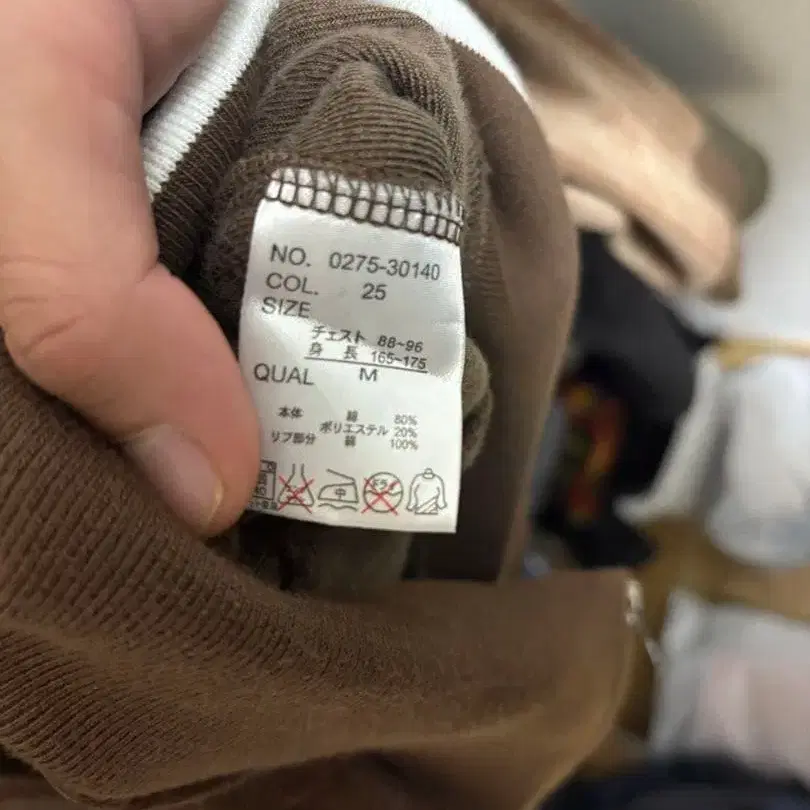 NO. 0275-30140
COL. 25
SIZE
チェスト 88~96
身長 165~175
QUAL M
本体 綿 80%
ポリエステル 20%
リブ部分 綿 100%
40 中